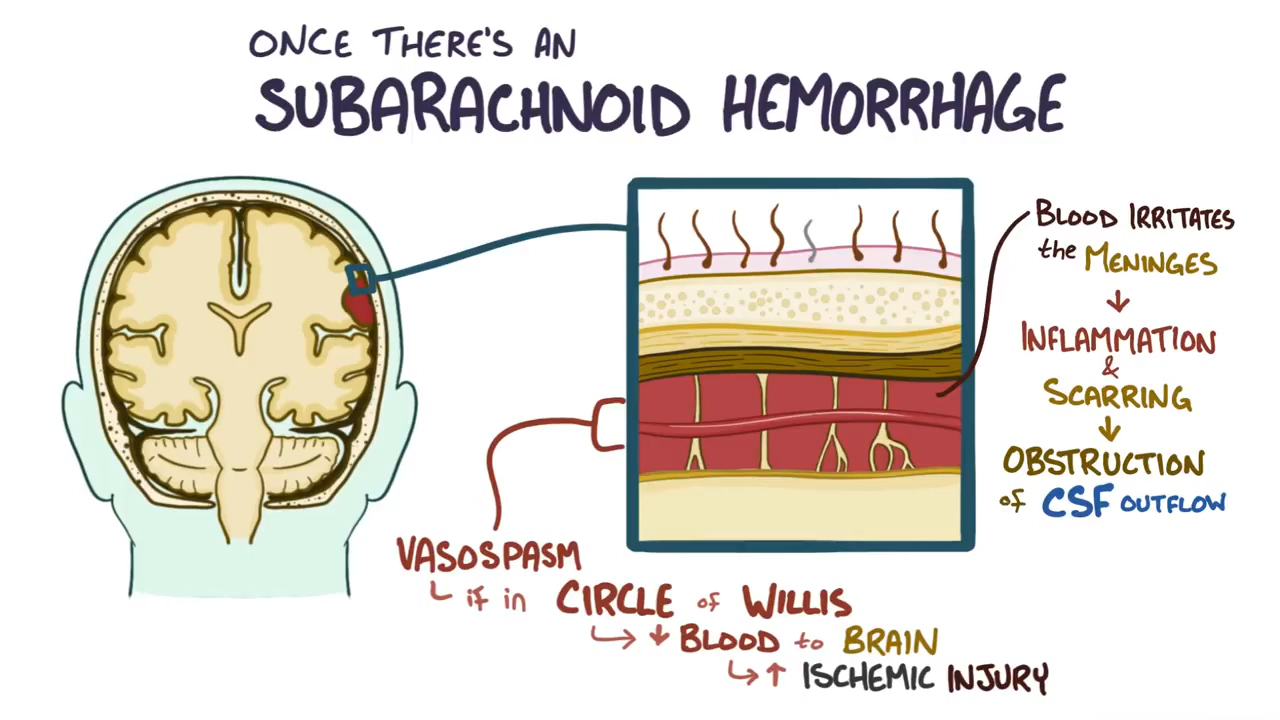 ONCE THERE'S AN
SUBARACHNOID HEMORRHAGE
BLOOD IRRITATES
the MENINGES
↓
INFLAMMATION
&
SCARRING
↓
OBSTRUCTION
of CSF OUTFLOW
VASOSPASM
↳ if in CIRCLE of WILLIS
↳ ↓ BLOOD to BRAIN
↳ ↑ ISCHEMIC INJURY